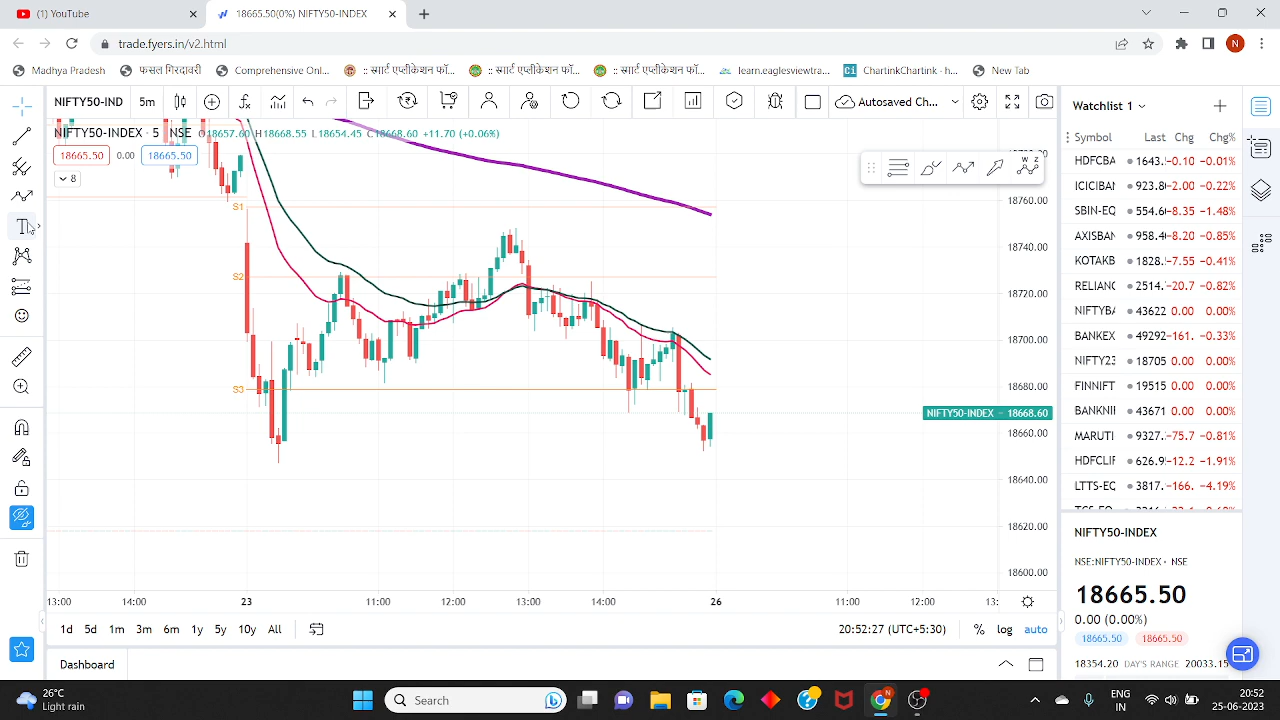 (1) YouTube
18665.50(0%) NIFTY50-INDEX
trade.fyers.in/v2.html
N
Madhya Pradesh
Comprehensive Onl...
learn.eaglesviewtra...
Ci ChartinkChartink - h...
New Tab
NIFTY50-IND 5m
Autosaved Ch...
NIFTY50-INDEX · 5 NSE O18657.60 H18668.55 L18654.45 C18668.60 +11.70 (+0.06%)
18665.50 0.00 18665.50
8
S1
S2
S3
18760.00
18740.00
18720.00
18700.00
18680.00
NIFTY50-INDEX - 18668.60
18660.00
18640.00
18620.00
18600.00
13:00 14:00 23 11:00 12:00 13:00 14:00 26 11:00 12:00 13:
1d 5d 1m 3m 6m 1y 5y 10y All
20:52:27 (UTC+5:30) % log auto
Dashboard
Watchlist 1
Symbol Last Chg Chg%
HDFCBA 1643. -0.10 -0.01%
ICICIBAN 923.8 -2.00 -0.22%
SBIN-EQ 554.6 -8.35 -1.48%
AXISBAN 958.4 -8.20 -0.85%
KOTAKB 1828. -7.55 -0.41%
RELIANC 2514. -20.7 -0.82%
NIFTYBA 43622 0.00 0.00%
BANKEX 49292 -161. -0.33%
NIFTY23 18705 0.00 0.00%
FINNIFT 19515 0.00 0.00%
BANKNII 43671 0.00 0.00%
MARUTI 9327. -75.7 -0.81%
HDFCLIF 626.9 -12.2 -1.91%
LTTS-EQ 3817. -166. -4.19%
NIFTY50-INDEX
NSE:NIFTY50-INDEX · NSE
18665.50
0.00 (0.00%)
18665.50 18665.50
18354.20 DAY'S RANGE 20033.15
26°C
Light rain
Search
ENG
IN
20:52
25-06-2023